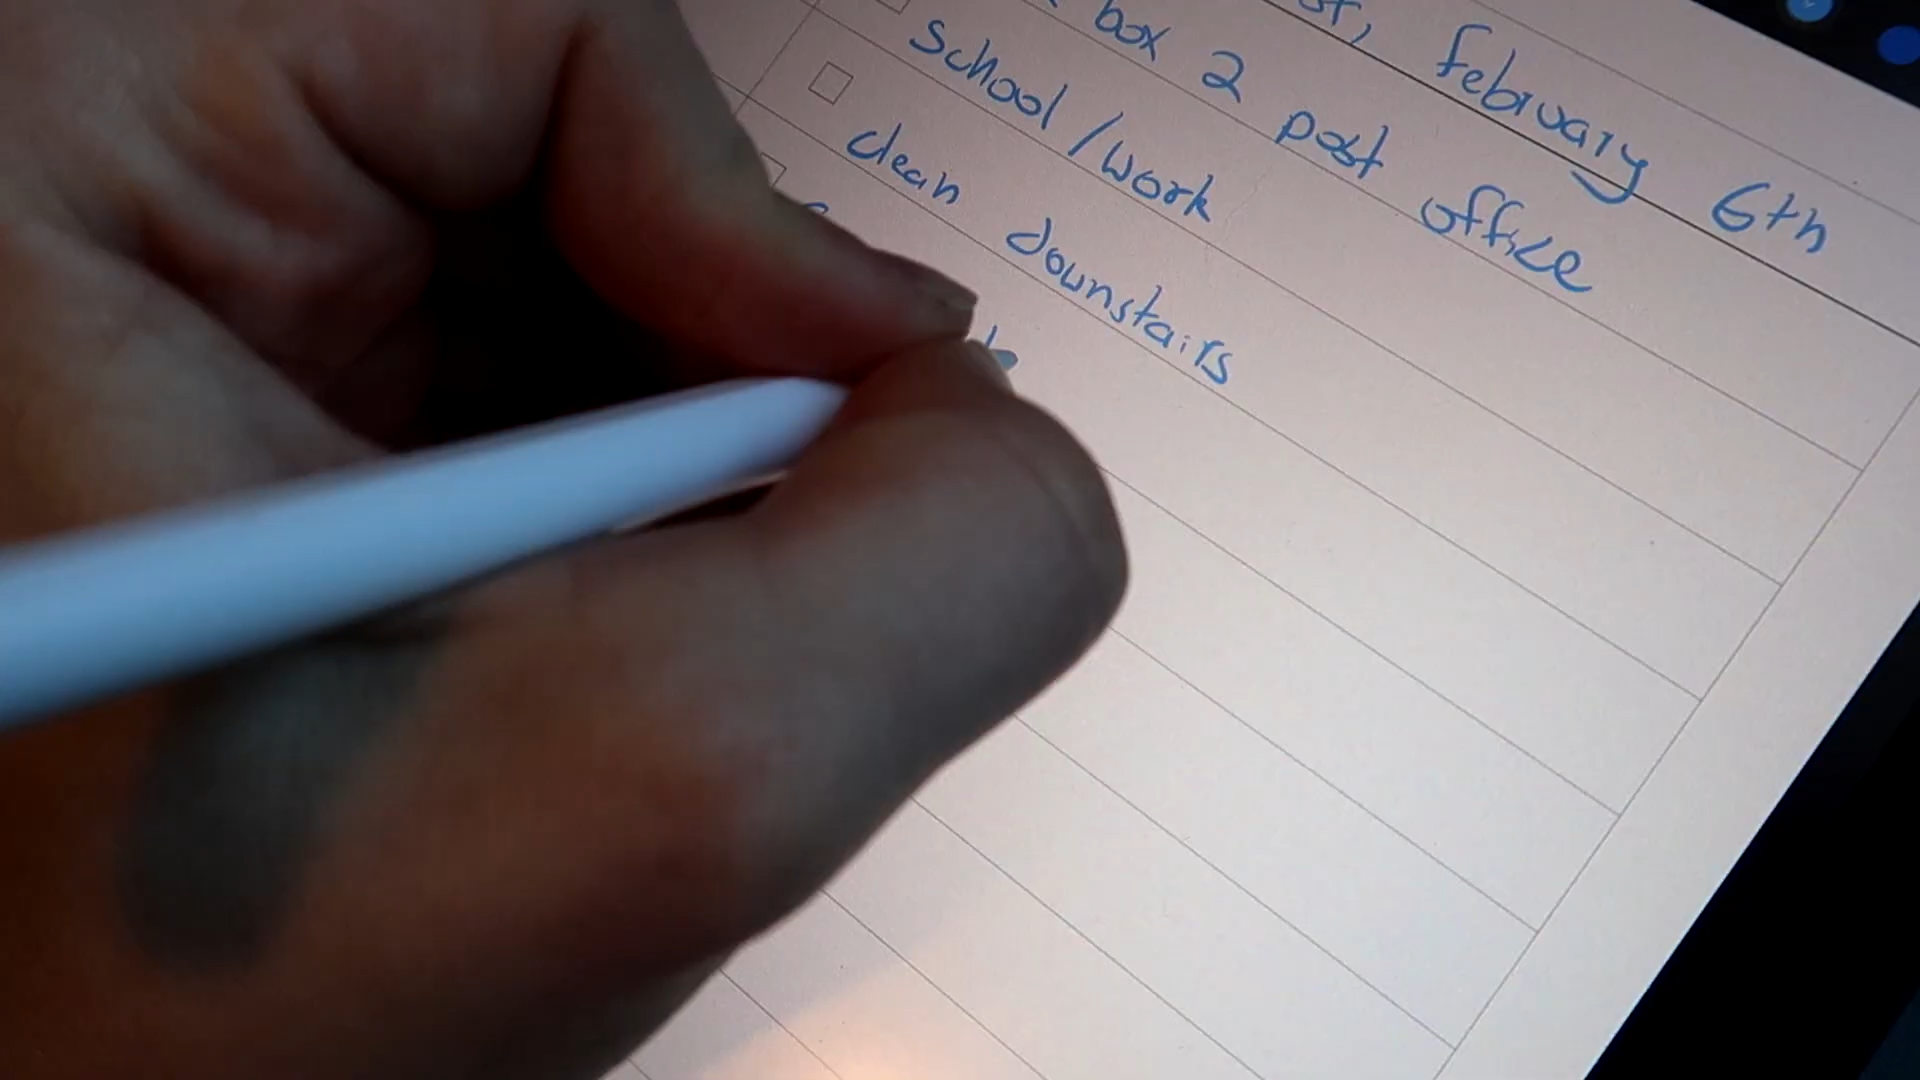 February 6th
box 2 post office
School/work
clean downstairs